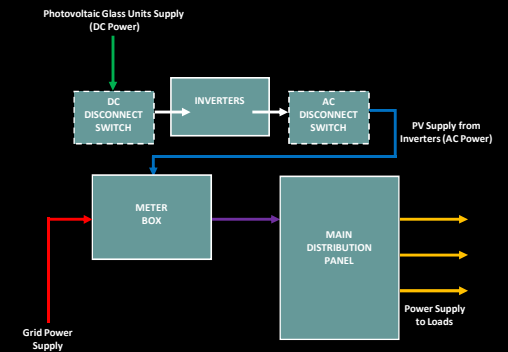 Photovoltaic Glass Units Supply
(DC Power)
DC
DISCONNECT
SWITCH
INVERTERS
AC
DISCONNECT
SWITCH
PV Supply from
Inverters (AC Power)
METER
BOX
MAIN
DISTRIBUTION
PANEL
Power Supply
to Loads
Grid Power
Supply